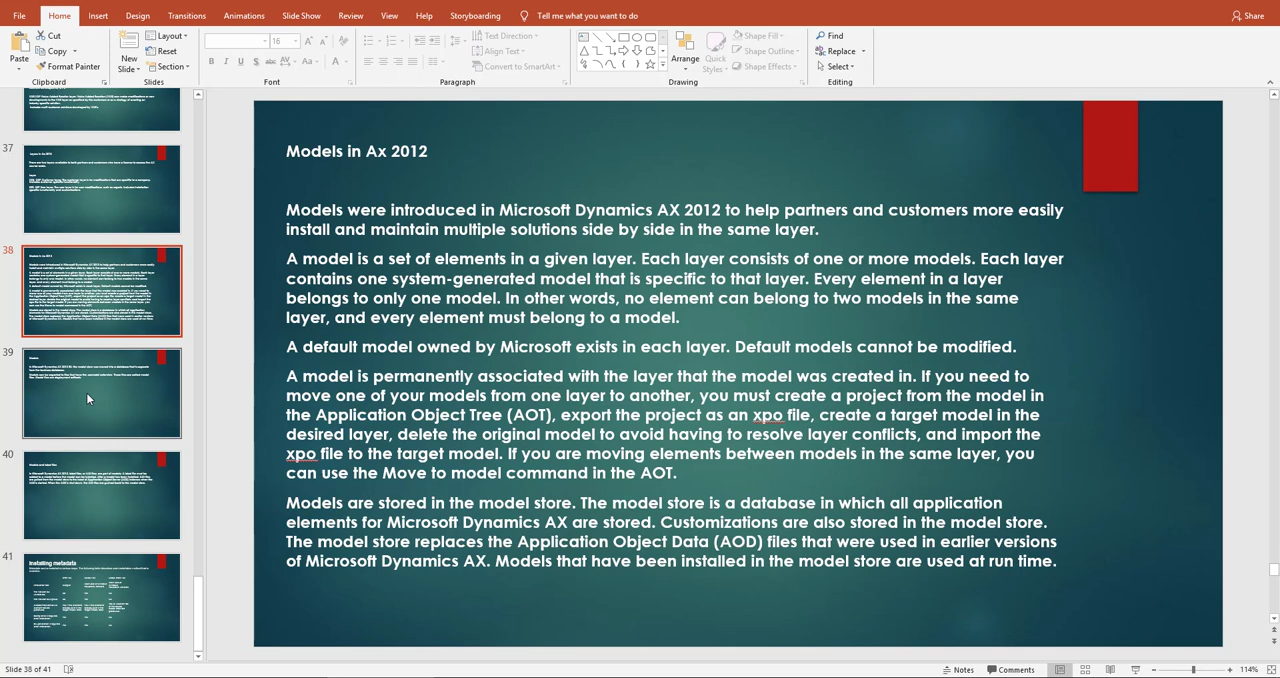 File Home Insert Design Transitions Animations Slide Show Review View Help Storyboarding Tell me what you want to do Share
Paste Cut Copy Format Painter
Clipboard
New Slide Layout Reset Section
Slides
16
Font
Text Direction Align Text Convert to SmartArt
Paragraph
Arrange Quick Styles Shape Fill Shape Outline Shape Effects
Drawing
Find Replace Select
Editing
37
38
39
40
41
Models and label files
Installing metadata
Models in Ax 2012
Models were introduced in Microsoft Dynamics AX 2012 to help partners and customers more easily
install and maintain multiple solutions side by side in the same layer.
A model is a set of elements in a given layer. Each layer consists of one or more models. Each layer
contains one system-generated model that is specific to that layer. Every element in a layer
belongs to only one model. In other words, no element can belong to two models in the same
layer, and every element must belong to a model.
A default model owned by Microsoft exists in each layer. Default models cannot be modified.
A model is permanently associated with the layer that the model was created in. If you need to
move one of your models from one layer to another, you must create a project from the model in
the Application Object Tree (AOT), export the project as an xpo file, create a target model in the
desired layer, delete the original model to avoid having to resolve layer conflicts, and import the
xpo file to the target model. If you are moving elements between models in the same layer, you
can use the Move to model command in the AOT.
Models are stored in the model store. The model store is a database in which all application
elements for Microsoft Dynamics AX are stored. Customizations are also stored in the model store.
The model store replaces the Application Object Data (AOD) files that were used in earlier versions
of Microsoft Dynamics AX. Models that have been installed in the model store are used at run time.
Slide 38 of 41
Notes Comments 114%